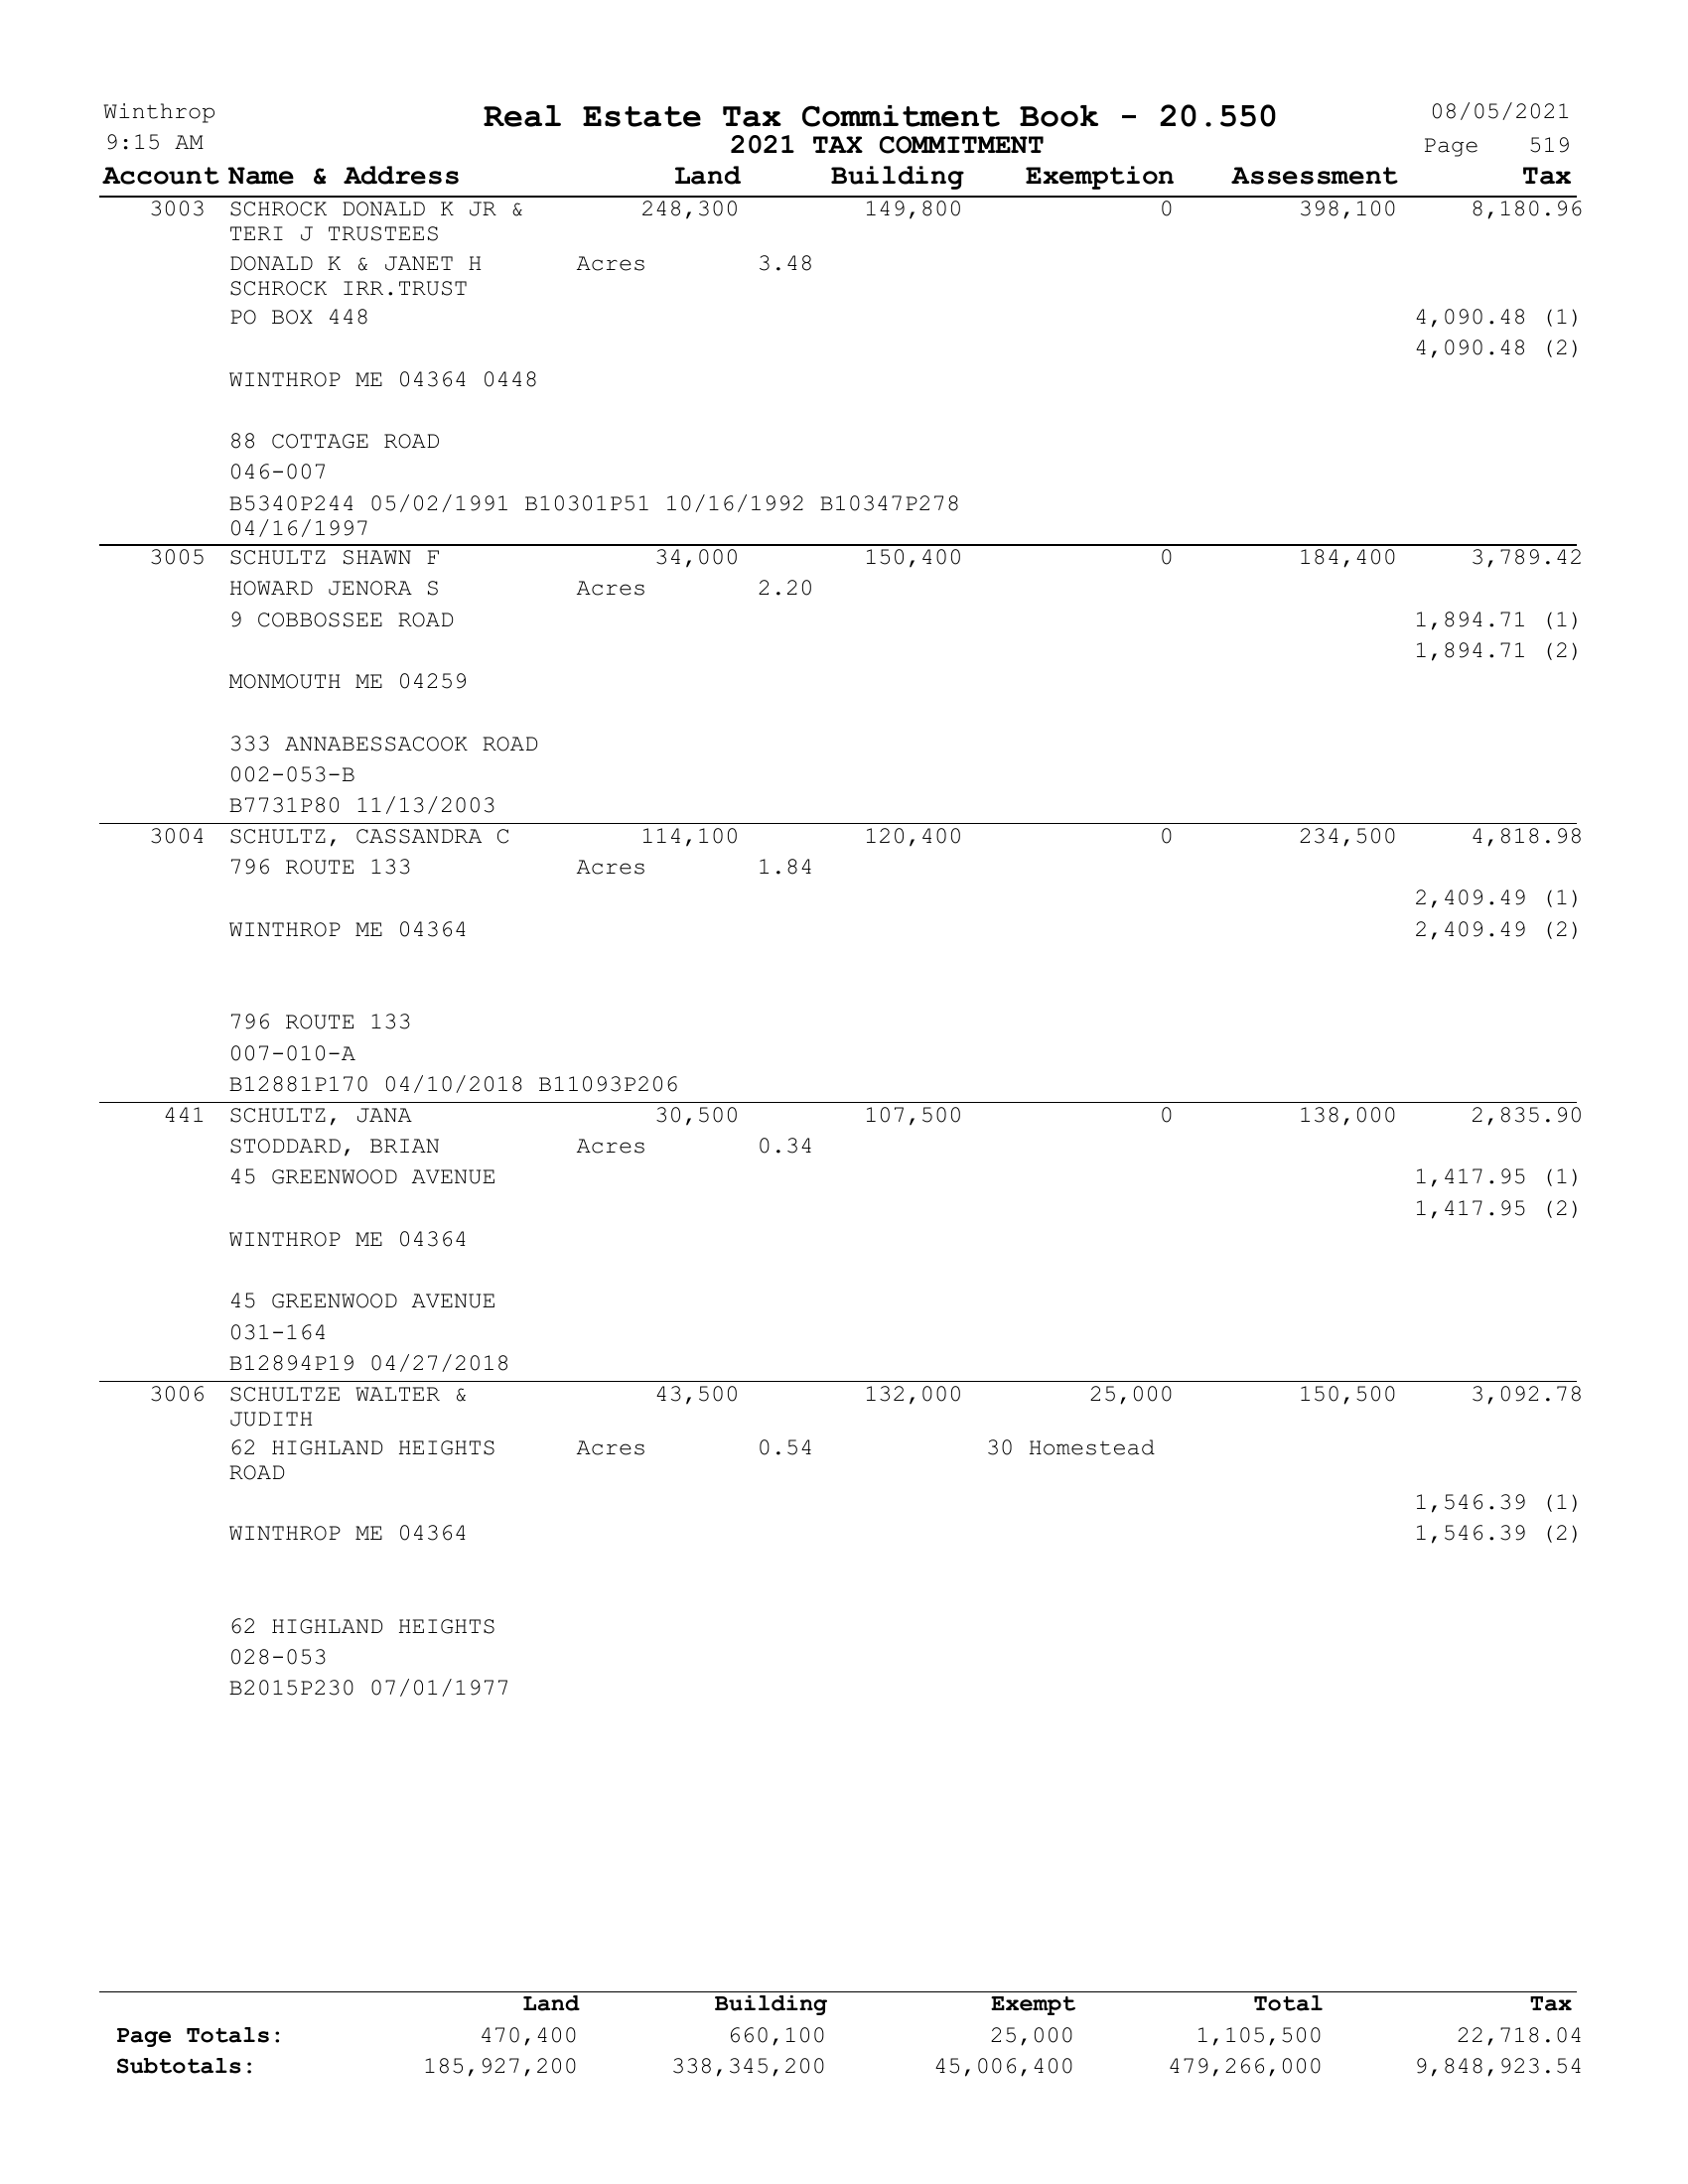 Winthrop Real Estate Tax Commitment Book - 20.550 08/05/2021
9:15 AM 2021 TAX COMMITMENT Page 519
Account Name & Address Land Building Exemption Assessment Tax
3003 SCHROCK DONALD K JR & 248,300 149,800 0 398,100 8,180.96
TERI J TRUSTEES
DONALD K & JANET H Acres 3.48
SCHROCK IRR.TRUST
PO BOX 448 4,090.48 (1)
4,090.48 (2)
WINTHROP ME 04364 0448
88 COTTAGE ROAD
046-007
B5340P244 05/02/1991 B10301P51 10/16/1992 B10347P278
04/16/1997
3005 SCHULTZ SHAWN F 34,000 150,400 0 184,400 3,789.42
HOWARD JENORA S Acres 2.20
9 COBBOSSEE ROAD 1,894.71 (1)
1,894.71 (2)
MONMOUTH ME 04259
333 ANNABESSACOOK ROAD
002-053-B
B7731P80 11/13/2003
3004 SCHULTZ, CASSANDRA C 114,100 120,400 0 234,500 4,818.98
796 ROUTE 133 Acres 1.84
2,409.49 (1)
WINTHROP ME 04364 2,409.49 (2)
796 ROUTE 133
007-010-A
B12881P170 04/10/2018 B11093P206
441 SCHULTZ, JANA 30,500 107,500 0 138,000 2,835.90
STODDARD, BRIAN Acres 0.34
45 GREENWOOD AVENUE 1,417.95 (1)
1,417.95 (2)
WINTHROP ME 04364
45 GREENWOOD AVENUE
031-164
B12894P19 04/27/2018
3006 SCHULTZE WALTER & 43,500 132,000 25,000 150,500 3,092.78
JUDITH
62 HIGHLAND HEIGHTS Acres 0.54 30 Homestead
ROAD
1,546.39 (1)
WINTHROP ME 04364 1,546.39 (2)
62 HIGHLAND HEIGHTS
028-053
B2015P230 07/01/1977
Land Building Exempt Total Tax
Page Totals: 470,400 660,100 25,000 1,105,500 22,718.04
Subtotals: 185,927,200 338,345,200 45,006,400 479,266,000 9,848,923.54